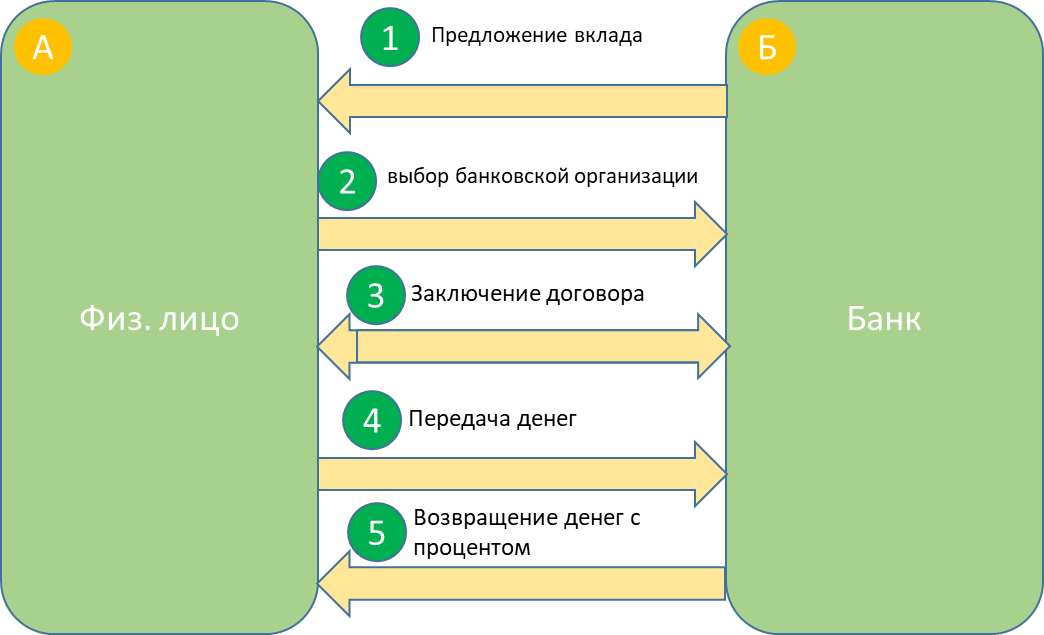 А
Б
1
Предложение вклада
2
выбор банковской организации
3
Заключение договора
Физ. лицо
Банк
4
Передача денег
5
Возвращение денег с
процентом